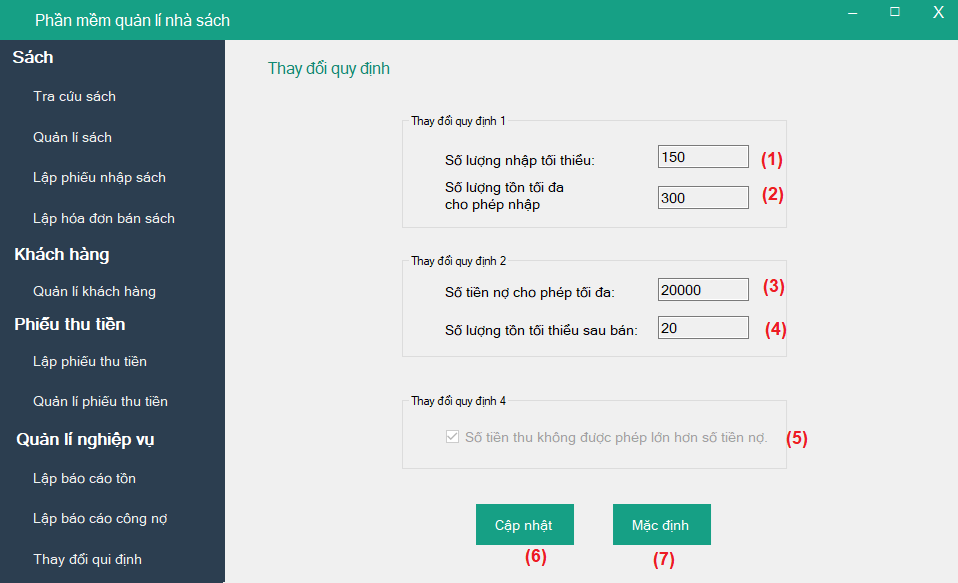 Phần mềm quản lí nhà sách
X
Sách
Tra cứu sách
Quản lí sách
Lập phiếu nhập sách
Lập hóa đơn bán sách
Khách hàng
Quản lí khách hàng
Phiếu thu tiền
Lập phiếu thu tiền
Quản lí phiếu thu tiền
Quản lí nghiệp vụ
Lập báo cáo tồn
Lập báo cáo công nợ
Thay đổi qui định
Thay đổi quy định
Thay đổi quy định 1
Số lượng nhập tối thiểu: 150 (1)
Số lượng tồn tối đa
cho phép nhập 300 (2)
Thay đổi quy định 2
Số tiền nợ cho phép tối đa: 20000 (3)
Số lượng tồn tối thiểu sau bán: 20 (4)
Thay đổi quy định 4
Số tiền thu không được phép lớn hơn số tiền nợ. (5)
Cập nhật Mặc định
(6) (7)